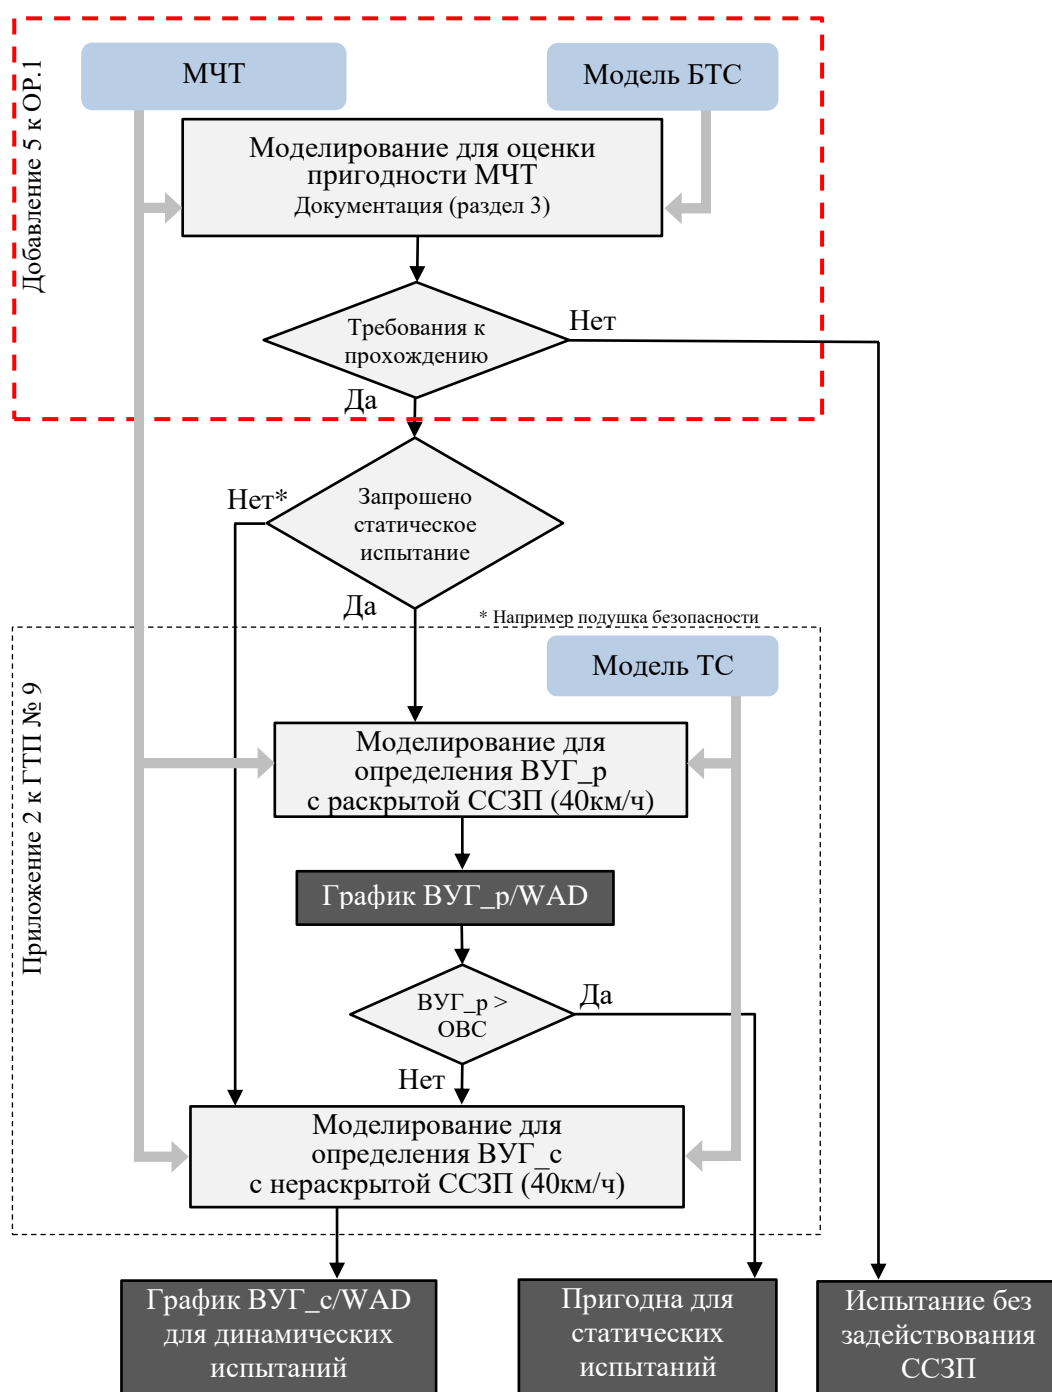 Добавление 5 к ОР.1
МЧТ
Модель БТС
Моделирование для оценки
пригодности МЧТ
Документация (раздел 3)
Требования к
прохождению
Нет
Да
Запрошено
статическое
испытание
Нет*
Да
* Например подушка безопасности
Приложение 2 к ГТП № 9
Модель ТС
Моделирование для
определения ВУГ_р
с раскрытой ССЗП (40км/ч)
График ВУГ_р/WAD
ВУГ_р >
ОВС
Да
Нет
Моделирование для
определения ВУГ_с
с нераскрытой ССЗП (40км/ч)
График ВУГ_с/WAD
для динамических
испытаний
Пригодна для
статических
испытаний
Испытание без
задействования
ССЗП